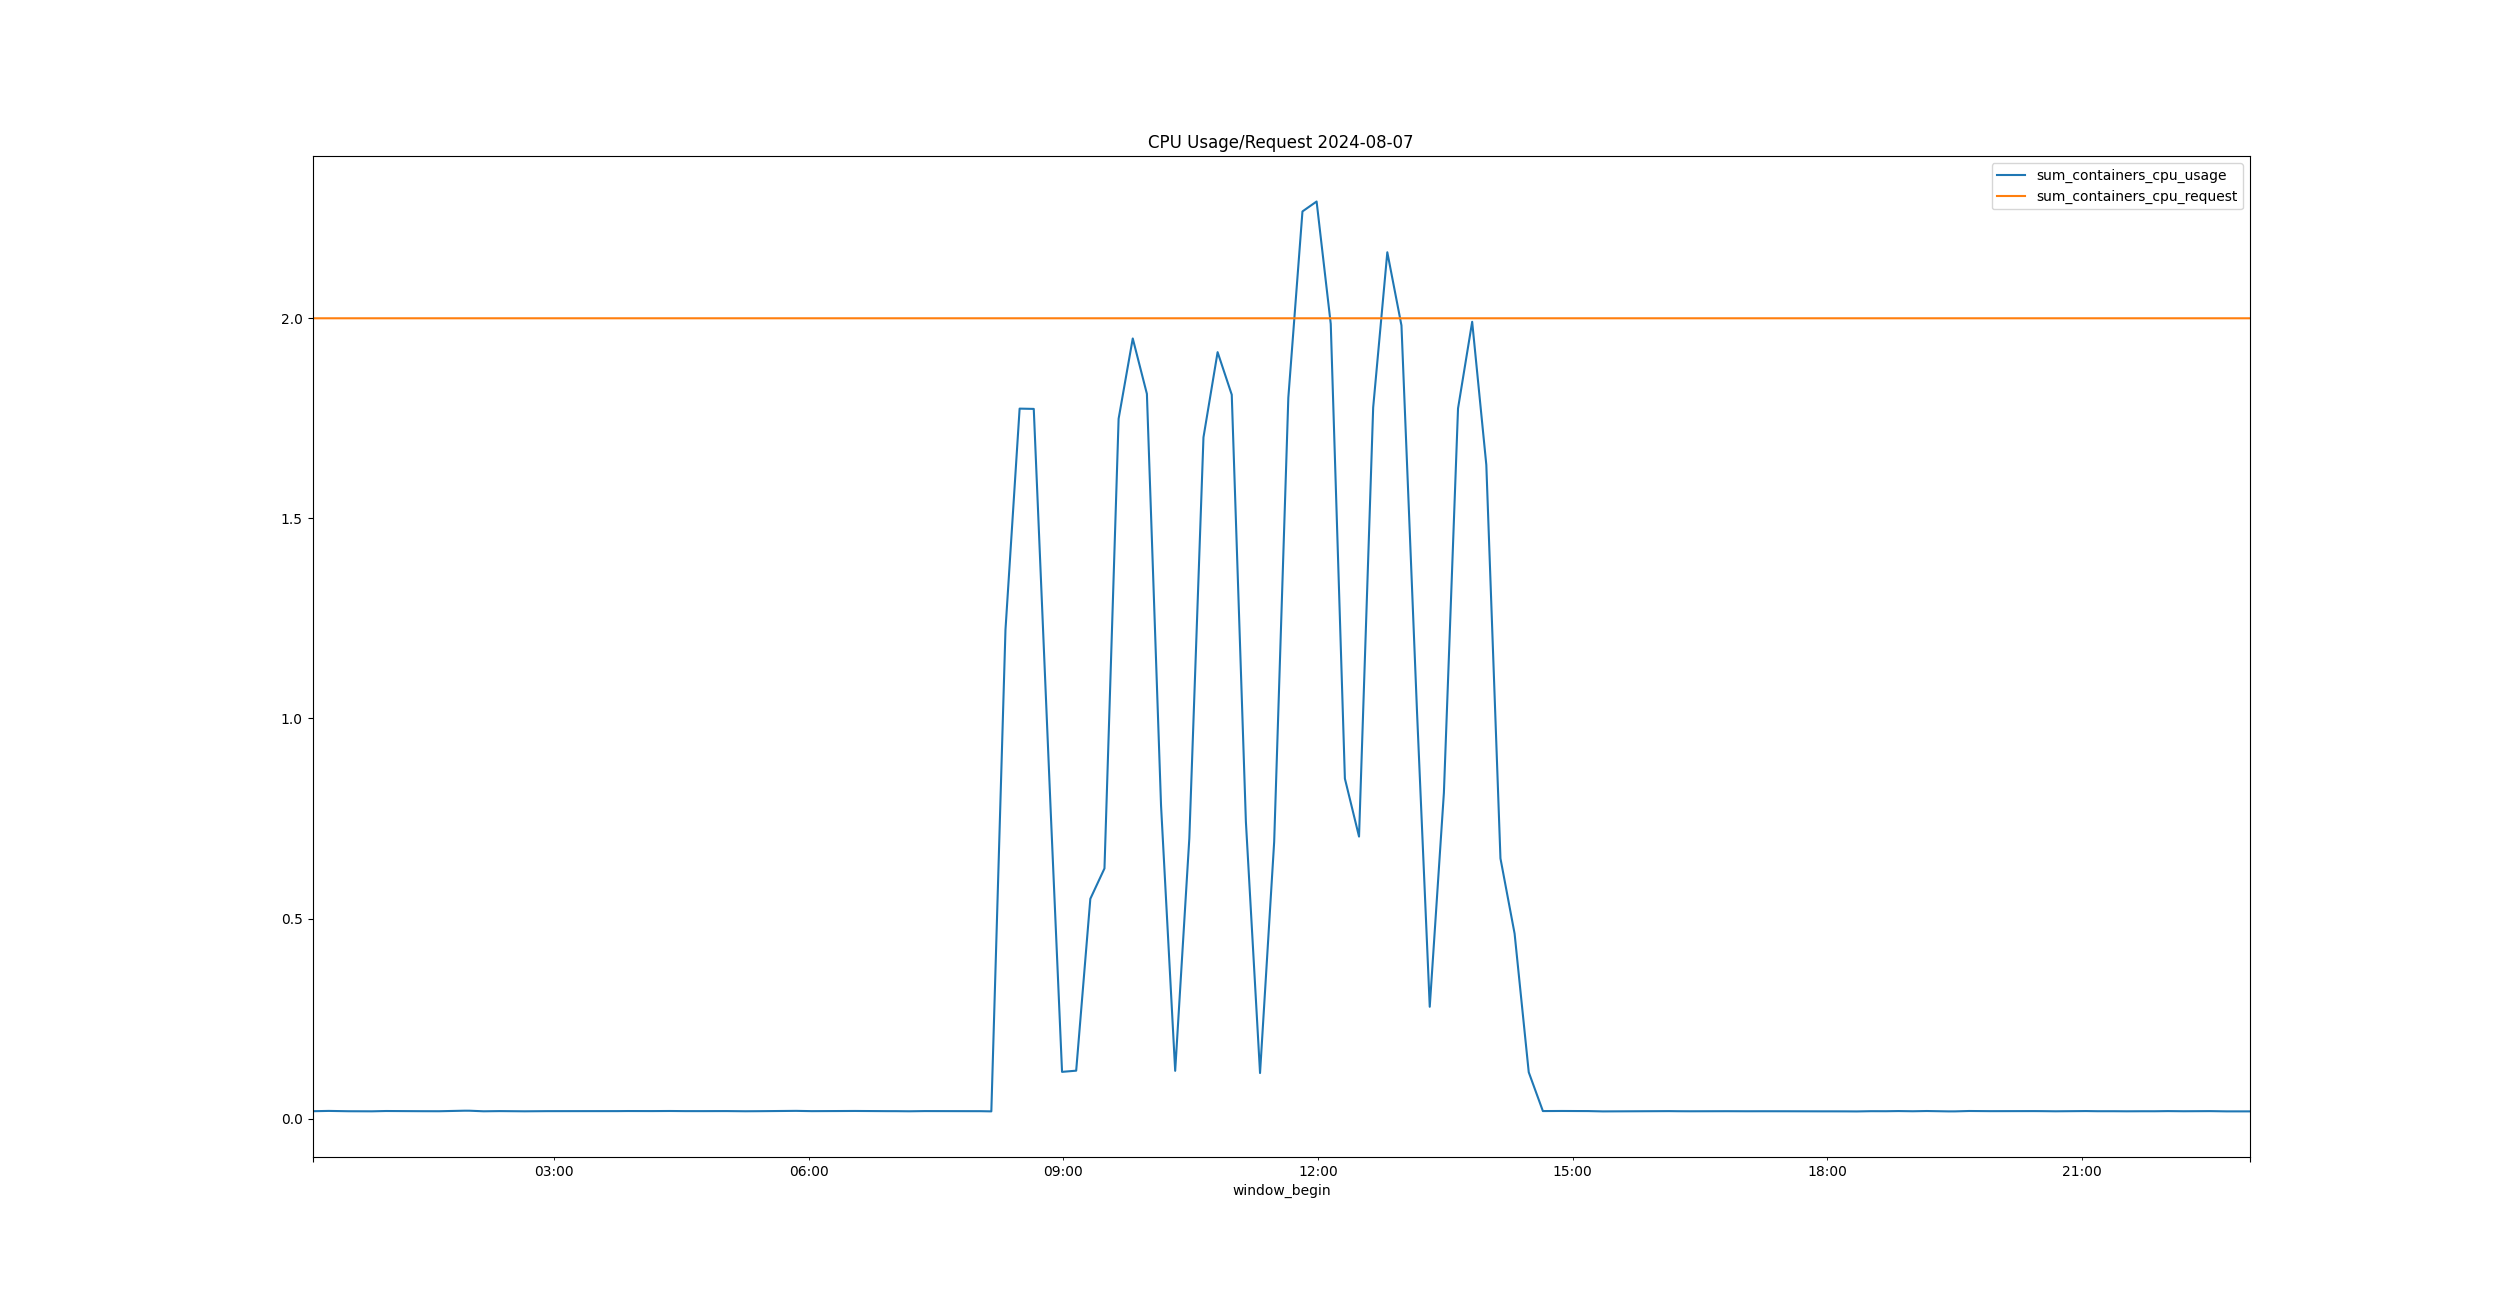 CPU Usage/Request 2024-08-07
sum_containers_cpu_usage
sum_containers_cpu_request
2.0
1.5
1.0
0.5
0.0
03:00 06:00 09:00 12:00 15:00 18:00 21:00
window_begin